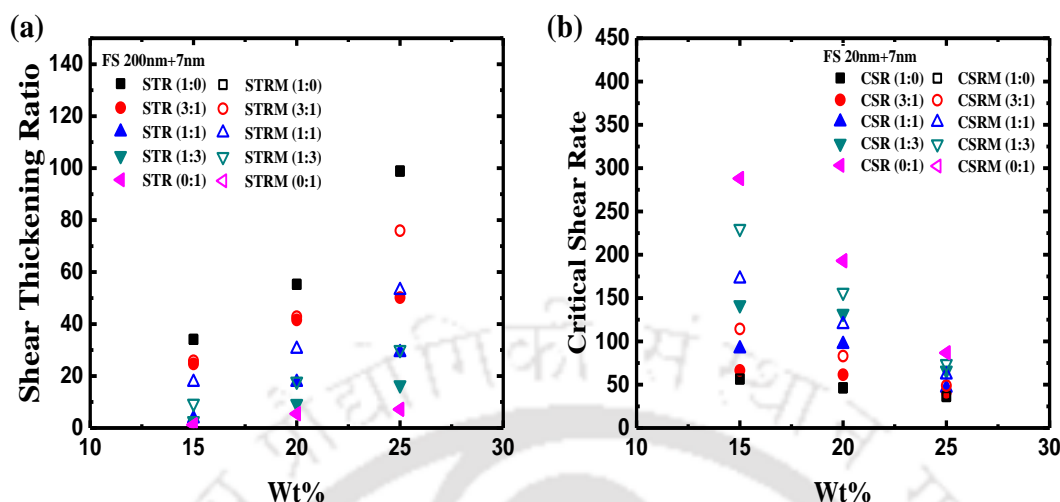 (a)
FS 200nm+7nm
STR (1:0) STRM (1:0)
STR (3:1) STRM (3:1)
STR (1:1) STRM (1:1)
STR (1:3) STRM (1:3)
STR (0:1) STRM (0:1)
Shear Thickening Ratio
150
140
120
100
80
60
40
20
0
10 15 20 25 30
Wt%
(b)
FS 20nm+7nm
CSR (1:0) CSRM (1:0)
CSR (3:1) CSRM (3:1)
CSR (1:1) CSRM (1:1)
CSR (1:3) CSRM (1:3)
CSR (0:1) CSRM (0:1)
Critical Shear Rate
450
400
350
300
250
200
150
100
50
0
10 15 20 25 30
Wt%